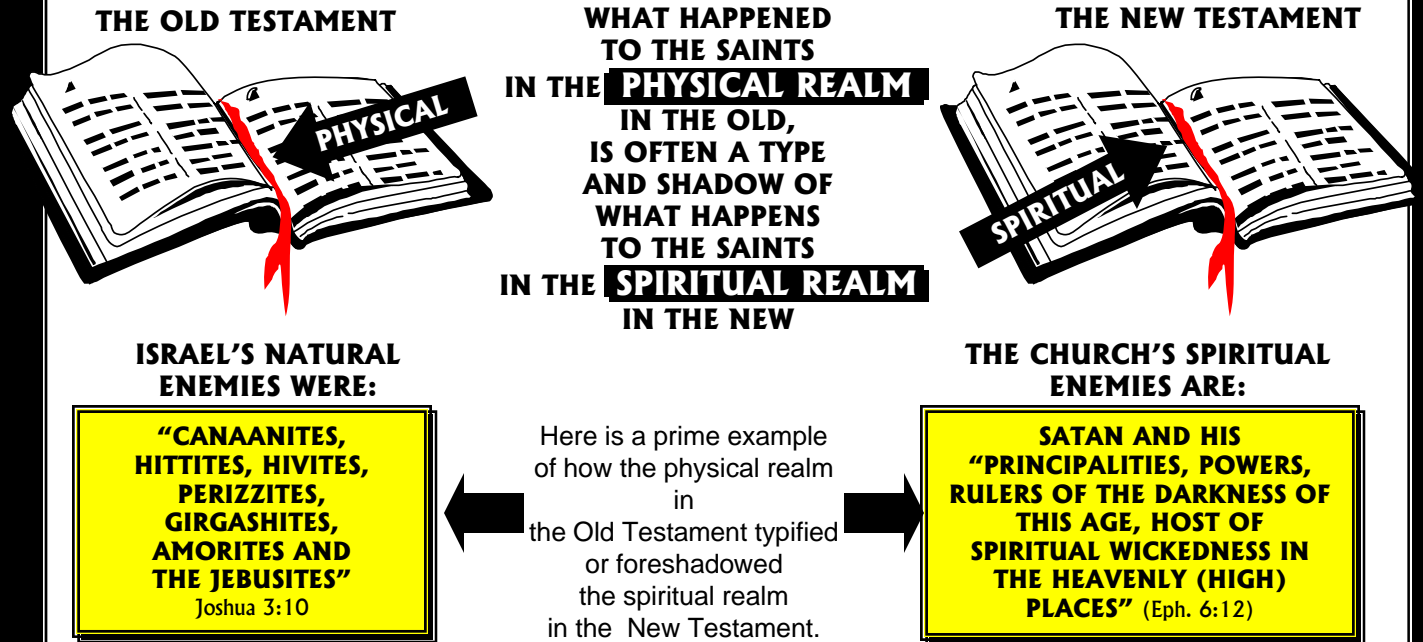 THE OLD TESTAMENT
PHYSICAL
WHAT HAPPENED
TO THE SAINTS
IN THE PHYSICAL REALM
IN THE OLD,
IS OFTEN A TYPE
AND SHADOW OF
WHAT HAPPENS
TO THE SAINTS
IN THE SPIRITUAL REALM
IN THE NEW
THE NEW TESTAMENT
SPIRITUAL
ISRAEL'S NATURAL
ENEMIES WERE:
"CANAANITES,
HITTITES, HIVITES,
PERIZZITES,
GIRGASHITES,
AMORITES AND
THE JEBUSITES"
Joshua 3:10
Here is a prime example
of how the physical realm
in
the Old Testament typified
or foreshadowed
the spiritual realm
in the New Testament.
THE CHURCH'S SPIRITUAL
ENEMIES ARE:
SATAN AND HIS
"PRINCIPALITIES, POWERS,
RULERS OF THE DARKNESS OF
THIS AGE, HOST OF
SPIRITUAL WICKEDNESS IN
THE HEAVENLY (HIGH)
PLACES" (Eph. 6:12)